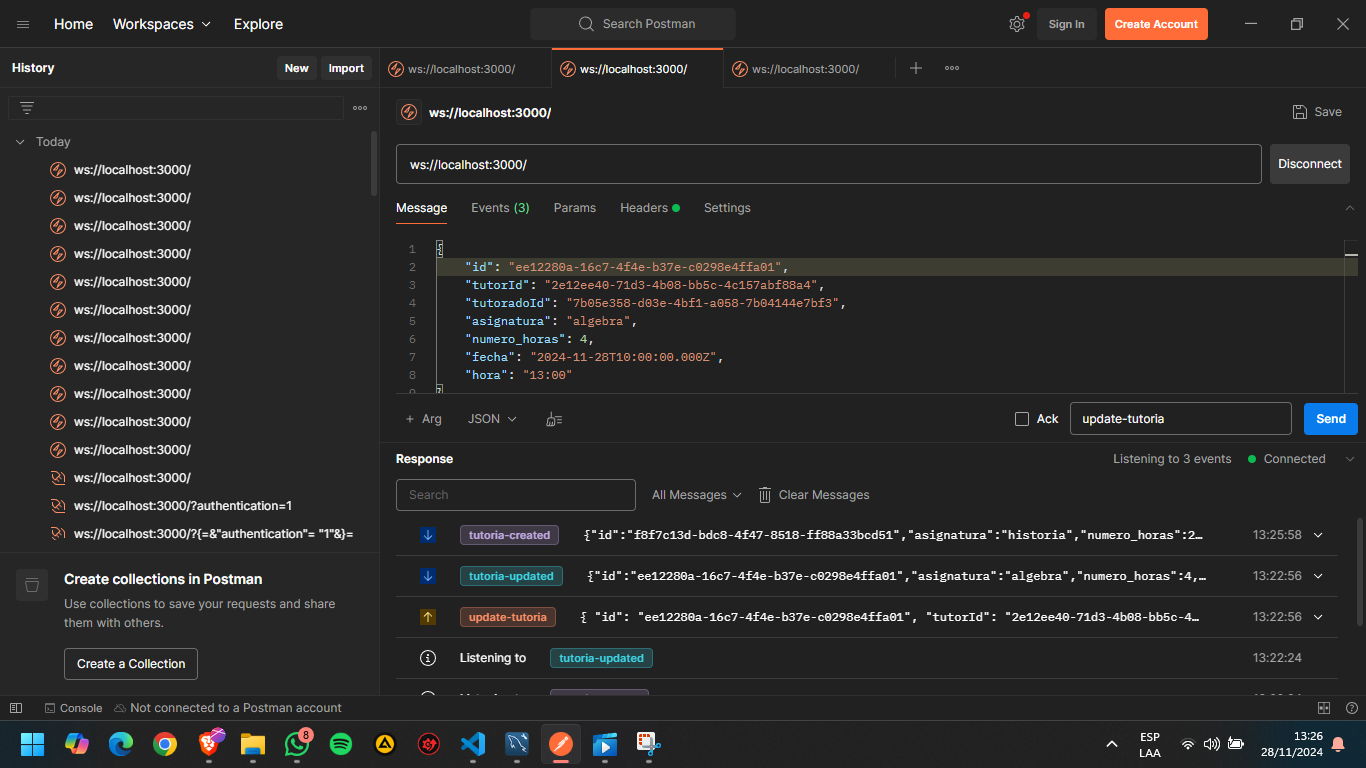 Home Workspaces Explore
Search Postman
Sign In Create Account
History New Import
ws://localhost:3000/ ws://localhost:3000/ ws://localhost:3000/
ws://localhost:3000/
Save
Today
ws://localhost:3000/
ws://localhost:3000/
ws://localhost:3000/
ws://localhost:3000/
ws://localhost:3000/
ws://localhost:3000/
ws://localhost:3000/
ws://localhost:3000/
ws://localhost:3000/
ws://localhost:3000/
ws://localhost:3000/
ws://localhost:3000/
ws://localhost:3000/?authentication=1
ws://localhost:3000/?{=&"authentication"= "1"&}=
Create collections in Postman
Use collections to save your requests and share
them with others.
Create a Collection
ws://localhost:3000/
Disconnect
Message Events (3) Params Headers Settings
1 {
2 "id": "ee12280a-16c7-4f4e-b37e-c0298e4ffa01",
3 "tutorId": "2e12ee40-71d3-4b08-bb5c-4c157abf88a4",
4 "tutoradoId": "7b05e358-d03e-4bf1-a058-7b04144e7bf3",
5 "asignatura": "algebra",
6 "numero_horas": 4,
7 "fecha": "2024-11-28T10:00:00.000Z",
8 "hora": "13:00"
9 }
+ Arg JSON
Ack update-tutoria Send
Response Listening to 3 events Connected
Search All Messages Clear Messages
tutoria-created {"id":"f8f7c13d-bdc8-4f47-8518-ff88a33bcd51","asignatura":"historia","numero_horas":2… 13:25:58
tutoria-updated {"id":"ee12280a-16c7-4f4e-b37e-c0298e4ffa01","asignatura":"algebra","numero_horas":4,… 13:22:56
update-tutoria { "id": "ee12280a-16c7-4f4e-b37e-c0298e4ffa01", "tutorId": "2e12ee40-71d3-4b08-bb5c-4… 13:22:56
Listening to tutoria-updated 13:22:24
Console Not connected to a Postman account
8
ESP
LAA
13:26
28/11/2024